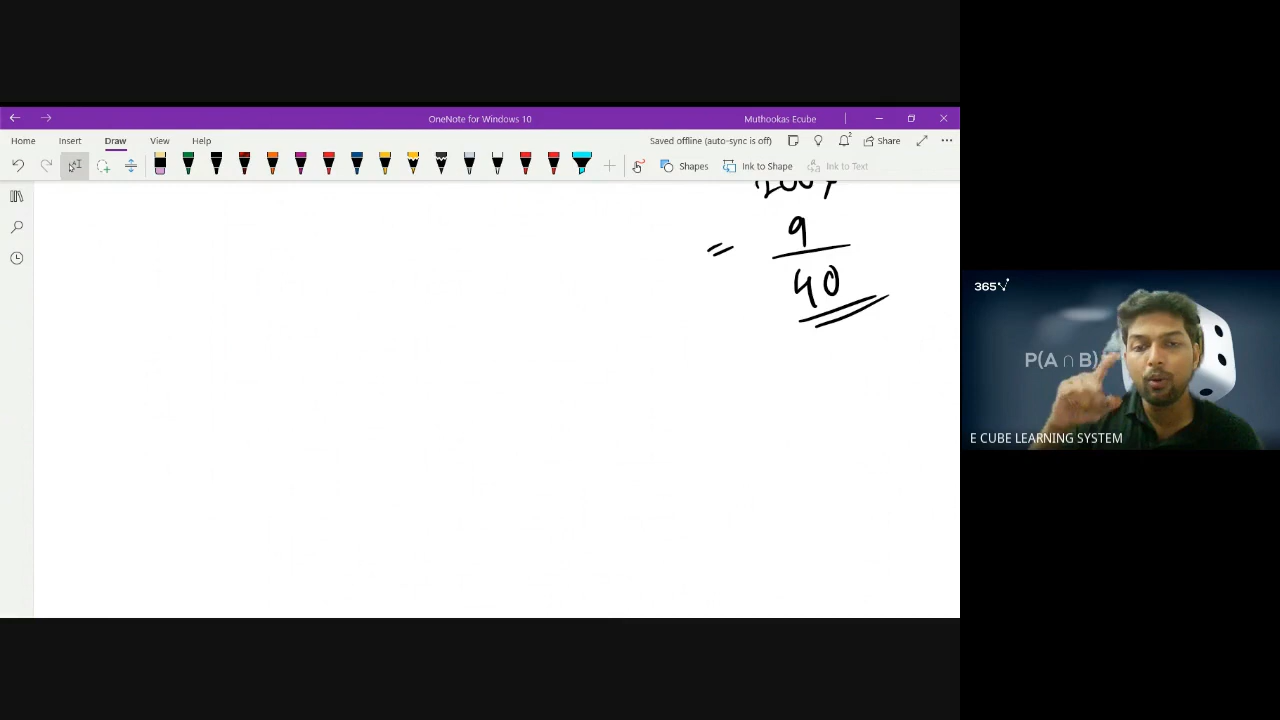 OneNote for Windows 10
Muthookas Ecube
Home Insert Draw View Help
Saved offline (auto-sync is off)
2
Share
Shapes
Ink to Shape
Ink to Text
= 9
40
365
P(A ∩ B)
E CUBE LEARNING SYSTEM